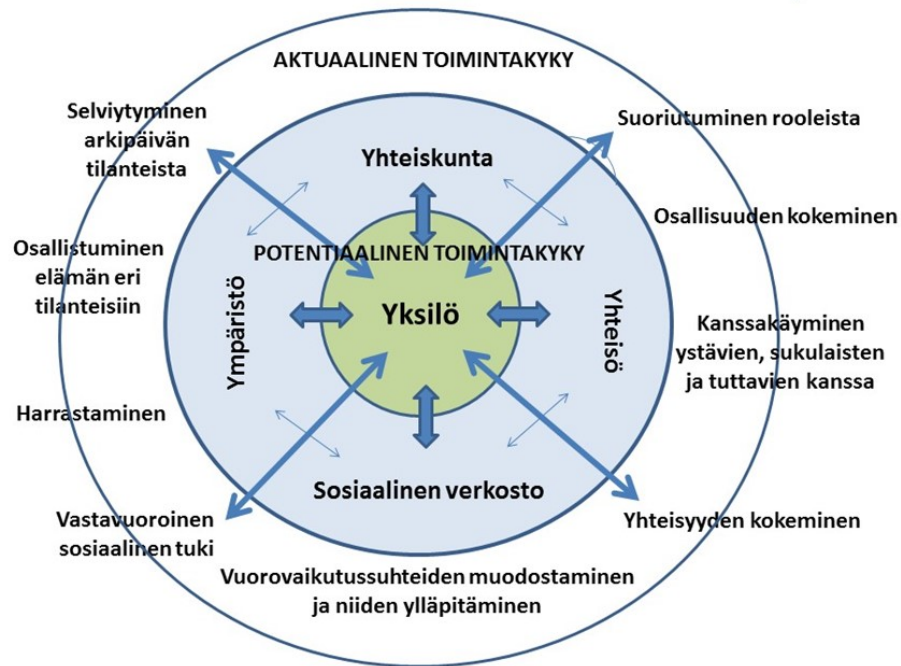 AKTUAALINEN TOIMINTAKYKY
Selviytyminen
arkipäivän
tilanteista
Suoriutuminen rooleista
Yhteiskunta
Osallisuuden kokeminen
Osallistuminen
elämän eri
tilanteisiin
POTENTIAALINEN TOIMINTAKYKY
Ympäristö
Yksilö
Yhteisö
Kanssakäyminen
ystävien, sukulaisten
ja tuttavien kanssa
Harrastaminen
Sosiaalinen verkosto
Vastavuoroinen
sosiaalinen tuki
Yhteisyyden kokeminen
Vuorovaikutussuhteiden muodostaminen
ja niiden ylläpitäminen